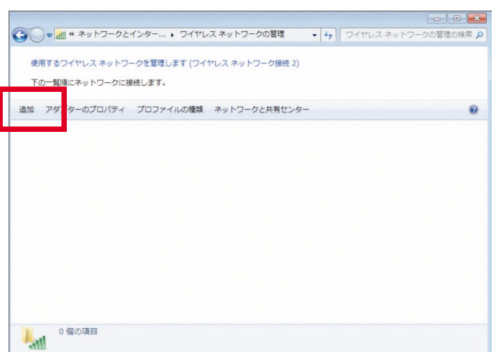 « ネットワークとインター... ▸ ワイヤレス ネットワークの管理
ワイヤレス ネットワークの管理の検索
使用するワイヤレス ネットワークを管理します (ワイヤレス ネットワーク接続 2)
下の一覧順にネットワークに接続します。
追加 アダプターのプロパティ プロファイルの種類 ネットワークと共有センター
0 個の項目